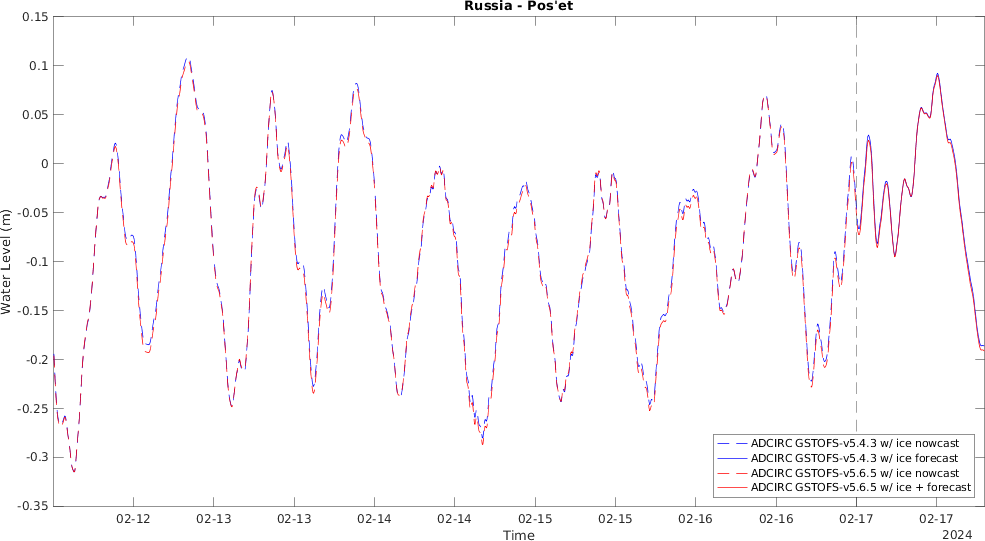 Russia - Pos'et
0.15
0.1
0.05
0
-0.05
-0.1
-0.15
-0.2
-0.25
-0.3
-0.35
Water Level (m)
ADCIRC GSTOFS-v5.4.3 w/ ice nowcast
ADCIRC GSTOFS-v5.4.3 w/ ice forecast
ADCIRC GSTOFS-v5.6.5 w/ ice nowcast
ADCIRC GSTOFS-v5.6.5 w/ ice + forecast
02-12 02-13 02-13 02-14 02-14 02-15 02-15 02-16 02-16 02-17 02-17
Time
2024